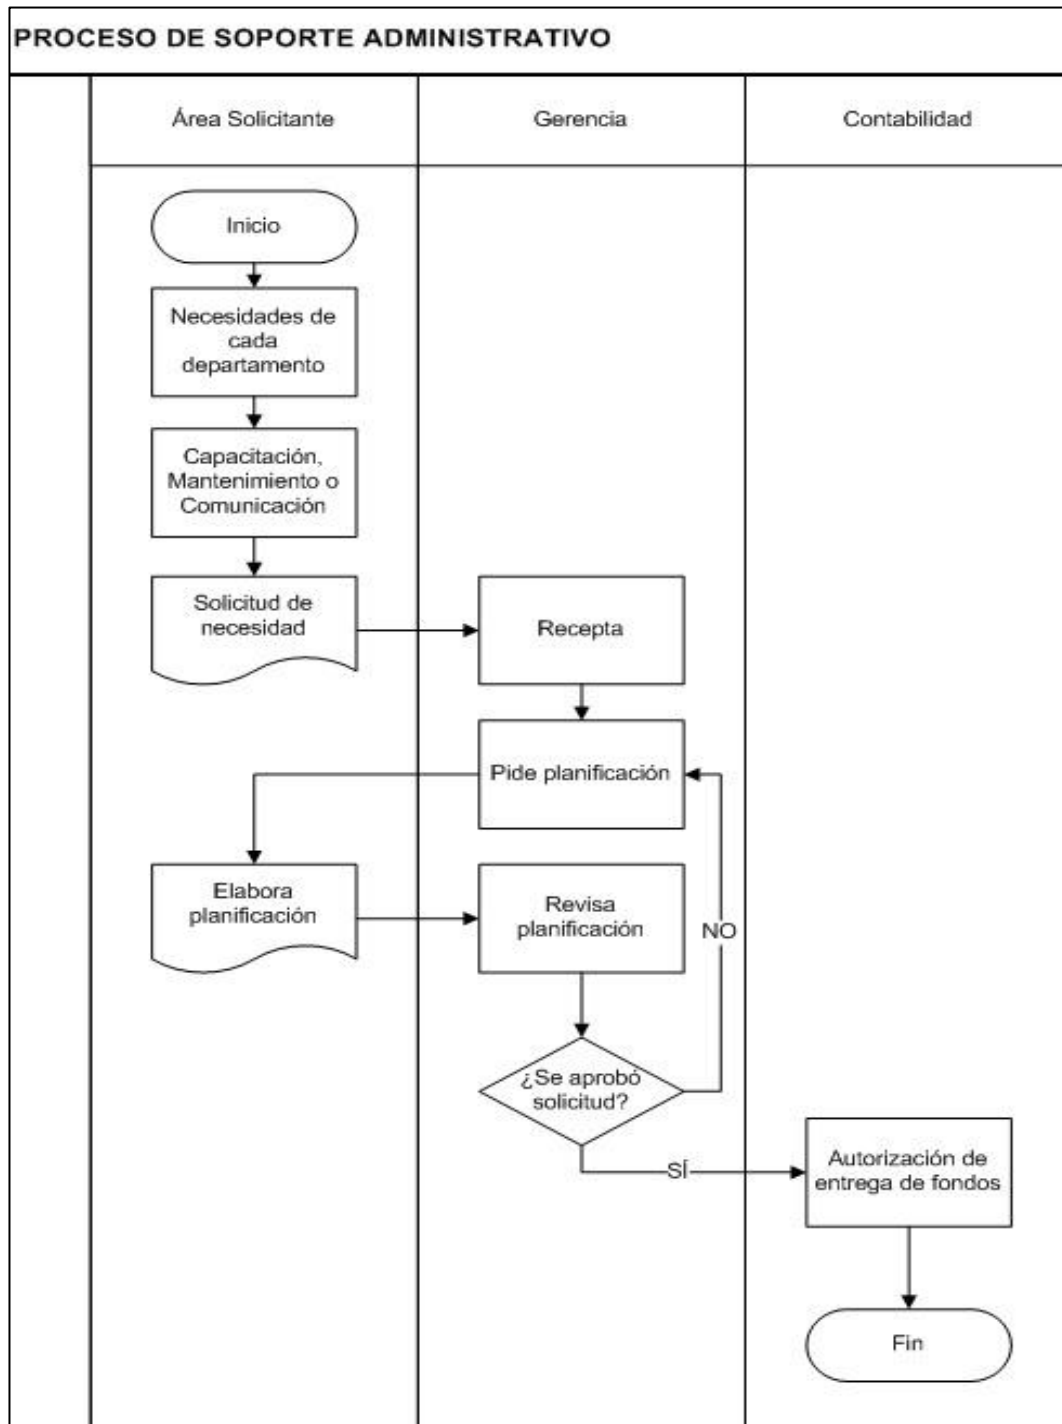 PROCESO DE SOPORTE ADMINISTRATIVO
Área Solicitante
Gerencia
Contabilidad
Inicio
Necesidades de
cada
departamento
Capacitación,
Mantenimiento o
Comunicación
Solicitud de
necesidad
Recepta
Pide planificación
Elabora
planificación
Revisa
planificación
NO
¿Se aprobó
solicitud?
SÍ
Autorización de
entrega de fondos
Fin